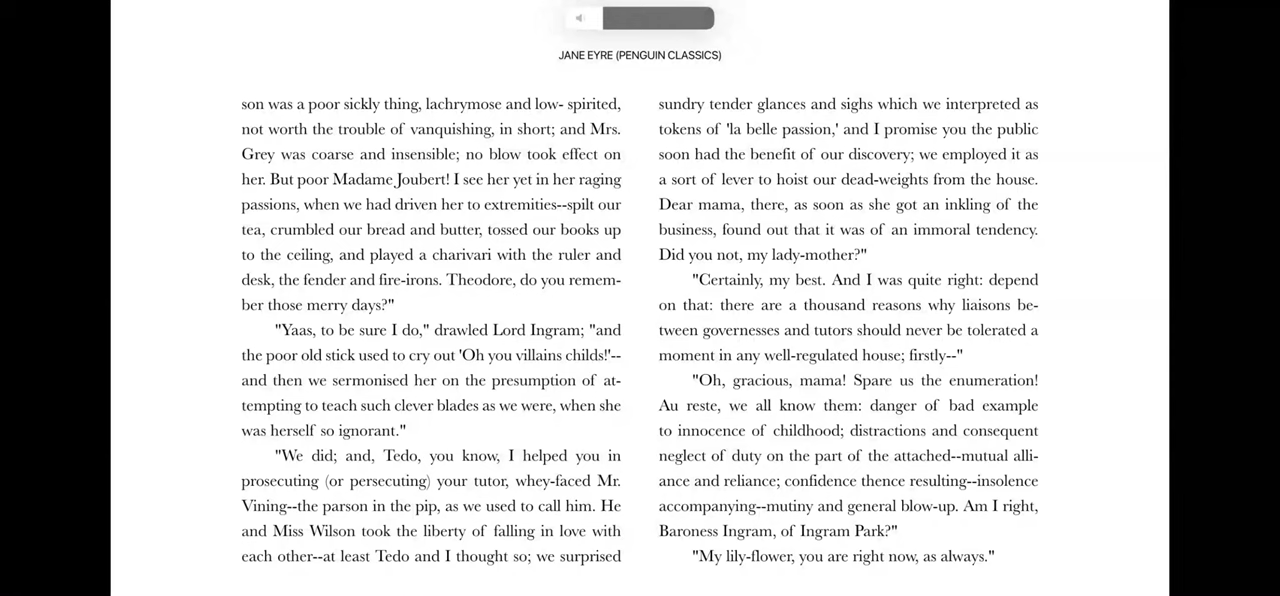 JANE EYRE (PENGUIN CLASSICS)
son was a poor sickly thing, lachrymose and low- spirited,
not worth the trouble of vanquishing, in short; and Mrs.
Grey was coarse and insensible; no blow took effect on
her. But poor Madame Joubert! I see her yet in her raging
passions, when we had driven her to extremities--spilt our
tea, crumbled our bread and butter, tossed our books up
to the ceiling, and played a charivari with the ruler and
desk, the fender and fire-irons. Theodore, do you remem-
ber those merry days?"
"Yaas, to be sure I do," drawled Lord Ingram; "and
the poor old stick used to cry out 'Oh you villains childs!'--
and then we sermonised her on the presumption of at-
tempting to teach such clever blades as we were, when she
was herself so ignorant."
"We did; and, Tedo, you know, I helped you in
prosecuting (or persecuting) your tutor, whey-faced Mr.
Vining--the parson in the pip, as we used to call him. He
and Miss Wilson took the liberty of falling in love with
each other--at least Tedo and I thought so; we surprised
sundry tender glances and sighs which we interpreted as
tokens of 'la belle passion,' and I promise you the public
soon had the benefit of our discovery; we employed it as
a sort of lever to hoist our dead-weights from the house.
Dear mama, there, as soon as she got an inkling of the
business, found out that it was of an immoral tendency.
Did you not, my lady-mother?"
"Certainly, my best. And I was quite right: depend
on that: there are a thousand reasons why liaisons be-
tween governesses and tutors should never be tolerated a
moment in any well-regulated house; firstly--"
"Oh, gracious, mama! Spare us the enumeration!
Au reste, we all know them: danger of bad example
to innocence of childhood; distractions and consequent
neglect of duty on the part of the attached--mutual alli-
ance and reliance; confidence thence resulting--insolence
accompanying--mutiny and general blow-up. Am I right,
Baroness Ingram, of Ingram Park?"
"My lily-flower, you are right now, as always."